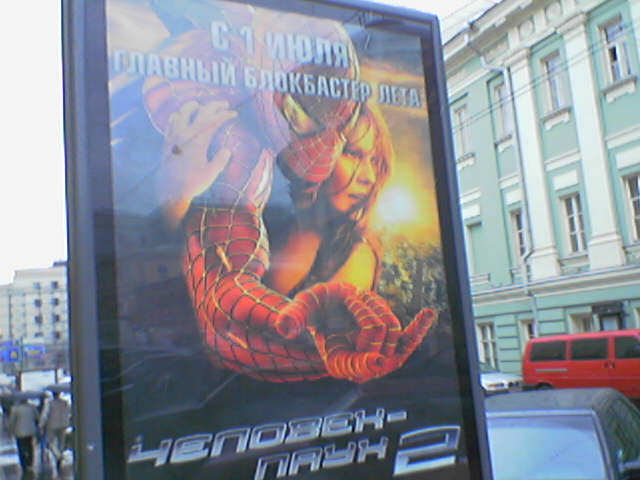 С 1 ИЮЛЯ
ГЛАВНЫЙ БЛОКБАСТЕР ЛЕТА
ЧЕЛОВЕК-
ПАУК 2